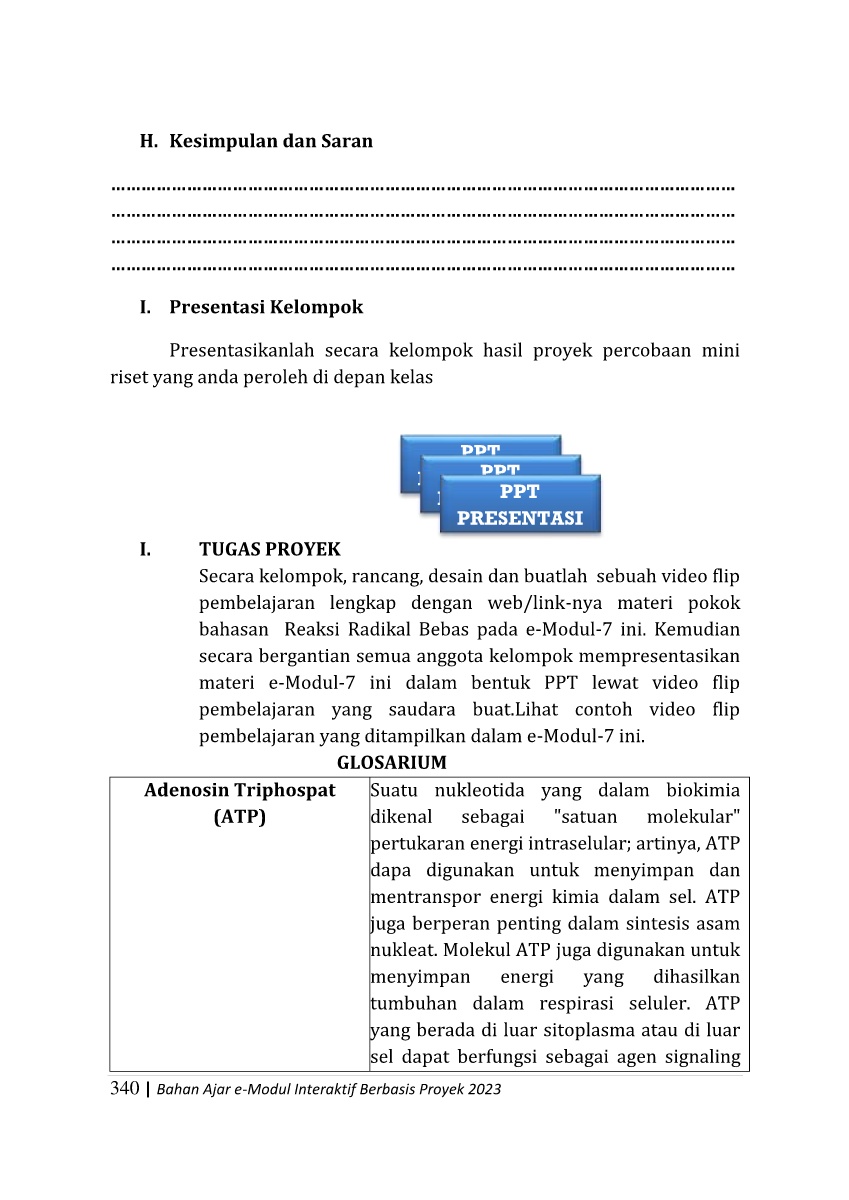 H. Kesimpulan dan Saran
………………………………………………………………………………………………………………
………………………………………………………………………………………………………………
………………………………………………………………………………………………………………
………………………………………………………………………………………………………………
I. Presentasi Kelompok
Presentasikanlah secara kelompok hasil proyek percobaan mini
riset yang anda peroleh di depan kelas
PPT
PPT
PPT
PRESENTASI
I. TUGAS PROYEK
Secara kelompok, rancang, desain dan buatlah sebuah video flip
pembelajaran lengkap dengan web/link-nya materi pokok
bahasan Reaksi Radikal Bebas pada e-Modul-7 ini. Kemudian
secara bergantian semua anggota kelompok mempresentasikan
materi e-Modul-7 ini dalam bentuk PPT lewat video flip
pembelajaran yang saudara buat.Lihat contoh video flip
pembelajaran yang ditampilkan dalam e-Modul-7 ini.
GLOSARIUM
Adenosin Triphospat
(ATP)
Suatu nukleotida yang dalam biokimia
dikenal sebagai "satuan molekular"
pertukaran energi intraselular; artinya, ATP
dapa digunakan untuk menyimpan dan
mentranspor energi kimia dalam sel. ATP
juga berperan penting dalam sintesis asam
nukleat. Molekul ATP juga digunakan untuk
menyimpan energi yang dihasilkan
tumbuhan dalam respirasi seluler. ATP
yang berada di luar sitoplasma atau di luar
sel dapat berfungsi sebagai agen signaling
340 | Bahan Ajar e-Modul Interaktif Berbasis Proyek 2023